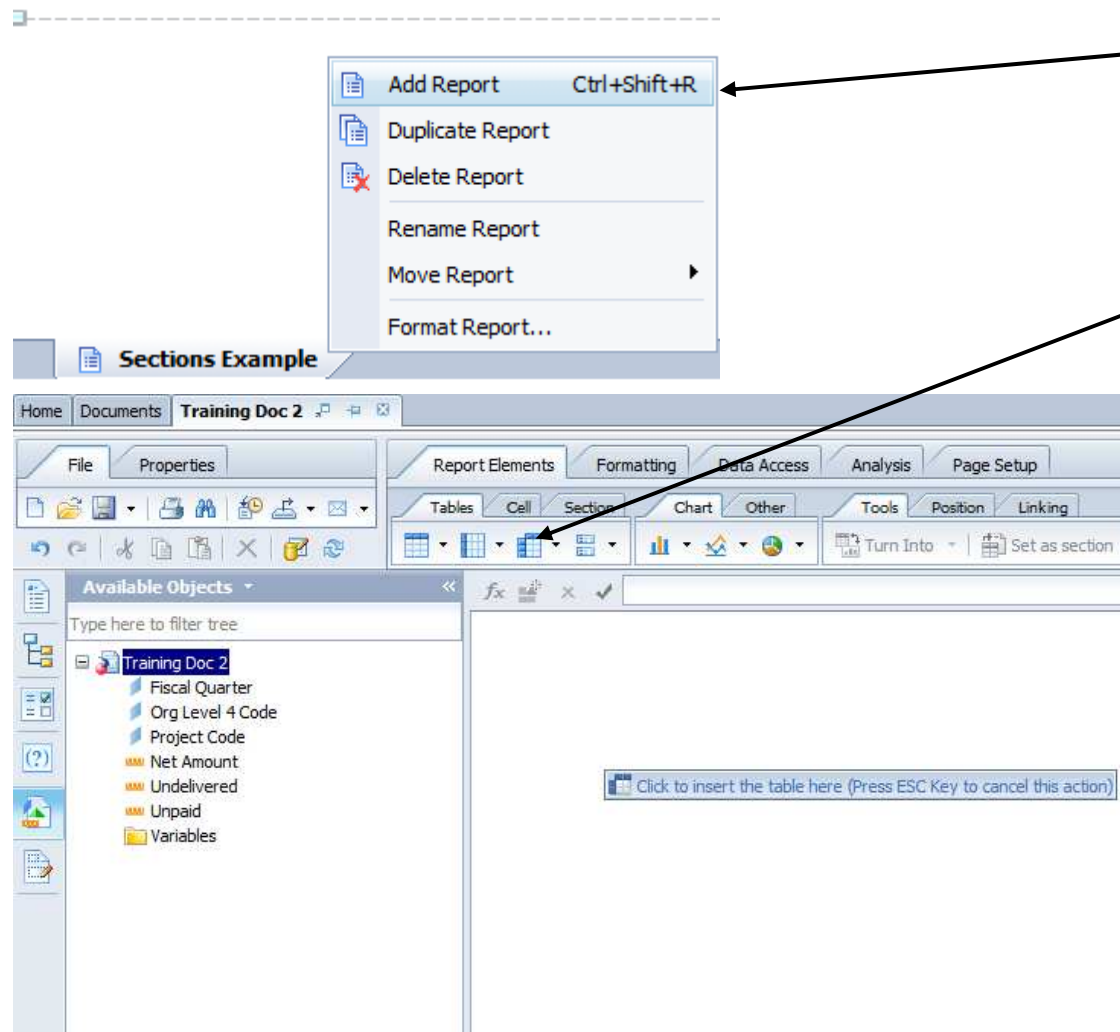 Add Report Ctrl+Shift+R
Duplicate Report
Delete Report
Rename Report
Move Report
Format Report...
Sections Example
Home Documents Training Doc 2
File Properties
Report Elements Formatting Data Access Analysis Page Setup
Tables Cell Section Chart Other Tools Position Linking
Turn Into Set as section
Available Objects
fx
Type here to filter tree
Training Doc 2
Fiscal Quarter
Org Level 4 Code
Project Code
Net Amount
Undelivered
Unpaid
Variables
(?)
Click to insert the table here (Press ESC Key to cancel this action)